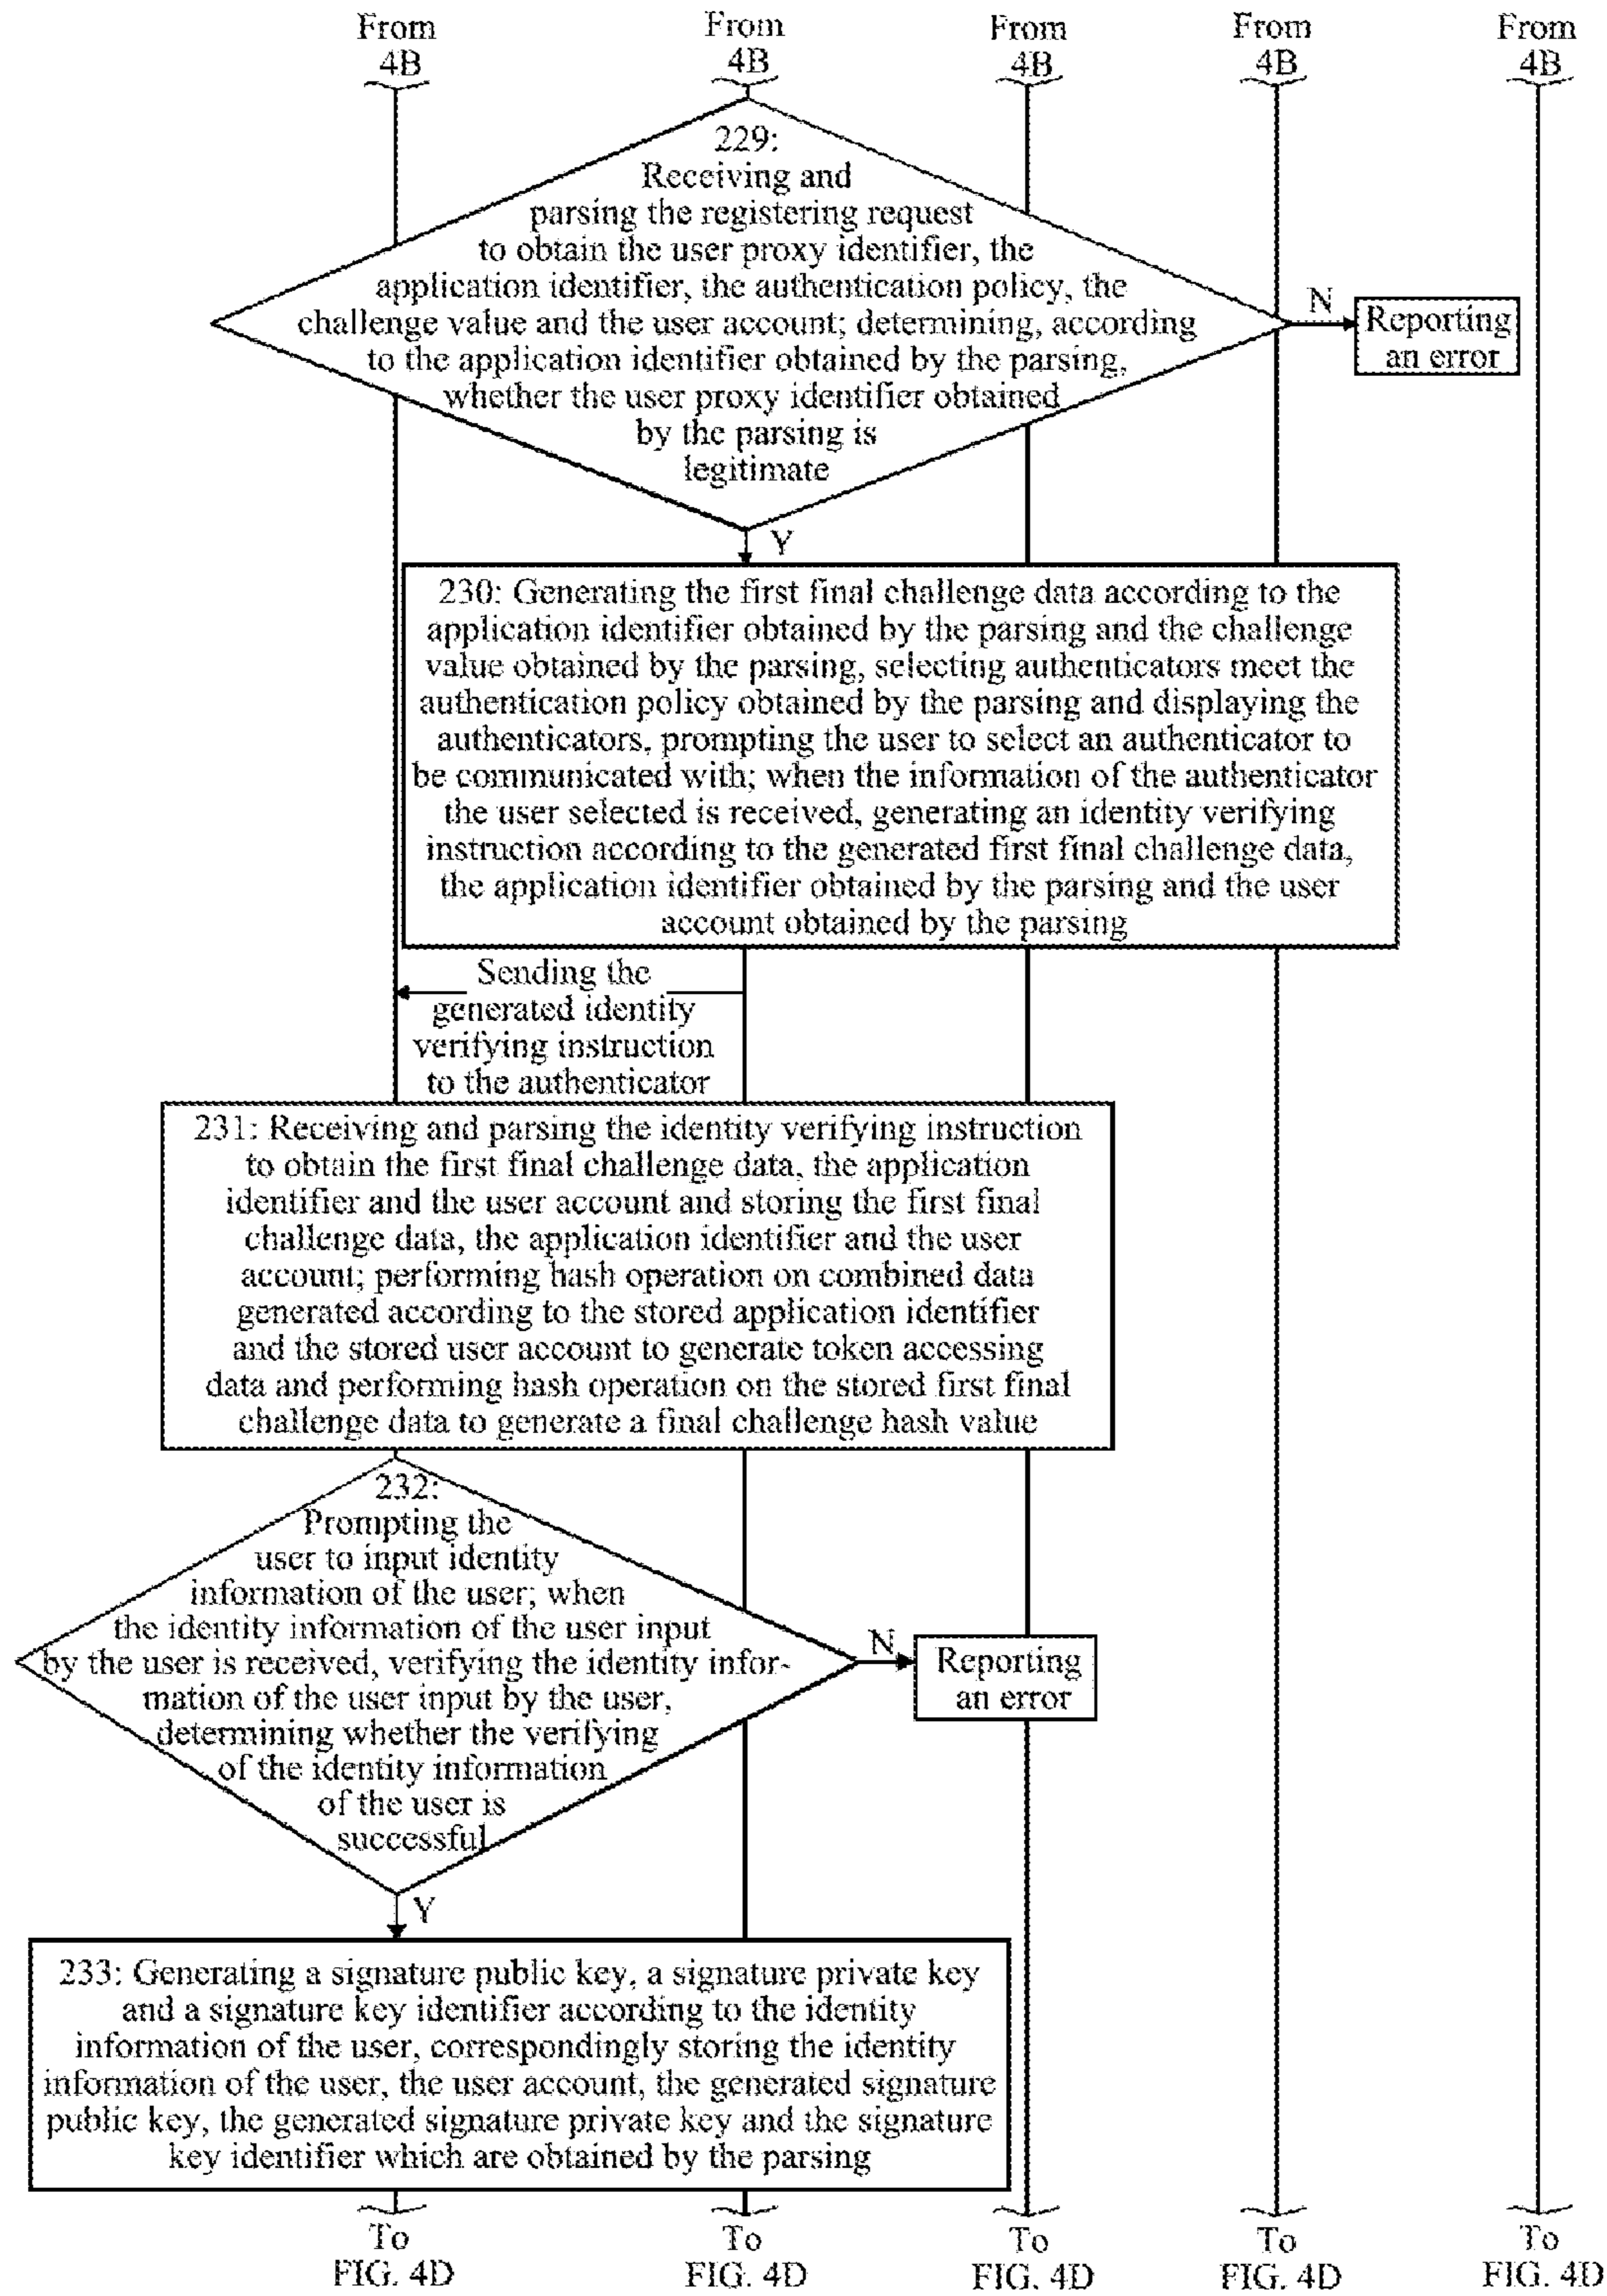 From
4B
From
4B
From
4B
From
4B
From
4B
229:
Receiving and
parsing the registering request
to obtain the user proxy identifier, the
application identifier, the authentication policy, the
challenge value and the user account; determining, according
to the application identifier obtained by the parsing,
whether the user proxy identifier obtained
by the parsing is
legitimate
N
Reporting
an error
Y
230: Generating the first final challenge data according to the
application identifier obtained by the parsing and the challenge
value obtained by the parsing, selecting authenticators meet the
authentication policy obtained by the parsing and displaying the
authenticators, prompting the user to select an authenticator to
be communicated with; when the information of the authenticator
the user selected is received, generating an identity verifying
instruction according to the generated first final challenge data,
the application identifier obtained by the parsing and the user
account obtained by the parsing
Sending the
generated identity
verifying instruction
to the authenticator
231: Receiving and parsing the identity verifying instruction
to obtain the first final challenge data, the application
identifier and the user account and storing the first final
challenge data, the application identifier and the user
account; performing hash operation on combined data
generated according to the stored application identifier
and the stored user account to generate token accessing
data and performing hash operation on the stored first final
challenge data to generate a final challenge hash value
232:
Prompting the
user to input identity
information of the user; when
the identity information of the user input
by the user is received, verifying the identity infor-
mation of the user input by the user,
determining whether the verifying
of the identity information
of the user is
successful
N
Reporting
an error
Y
233: Generating a signature public key, a signature private key
and a signature key identifier according to the identity
information of the user, correspondingly storing the identity
information of the user, the user account, the generated signature
public key, the generated signature private key and the signature
key identifier which are obtained by the parsing
To
FIG. 4D
To
FIG. 4D
To
FIG. 4D
To
FIG. 4D
To
FIG. 4D